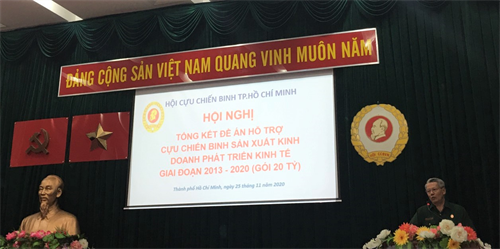 ĐẢNG CỘNG SẢN VIỆT NAM QUANG VINH MUÔN NĂM
HỘI CỰU CHIẾN BINH TP.HỒ CHÍ MINH
HỘI NGHỊ
TỔNG KẾT ĐỀ ÁN HỖ TRỢ
CỰU CHIẾN BINH SẢN XUẤT KINH
DOANH PHÁT TRIỂN KINH TẾ
GIAI ĐOẠN 2013 - 2020 (GÓI 20 TỶ)
Thành phố Hồ Chí Minh, ngày 25 tháng 11 năm 2020